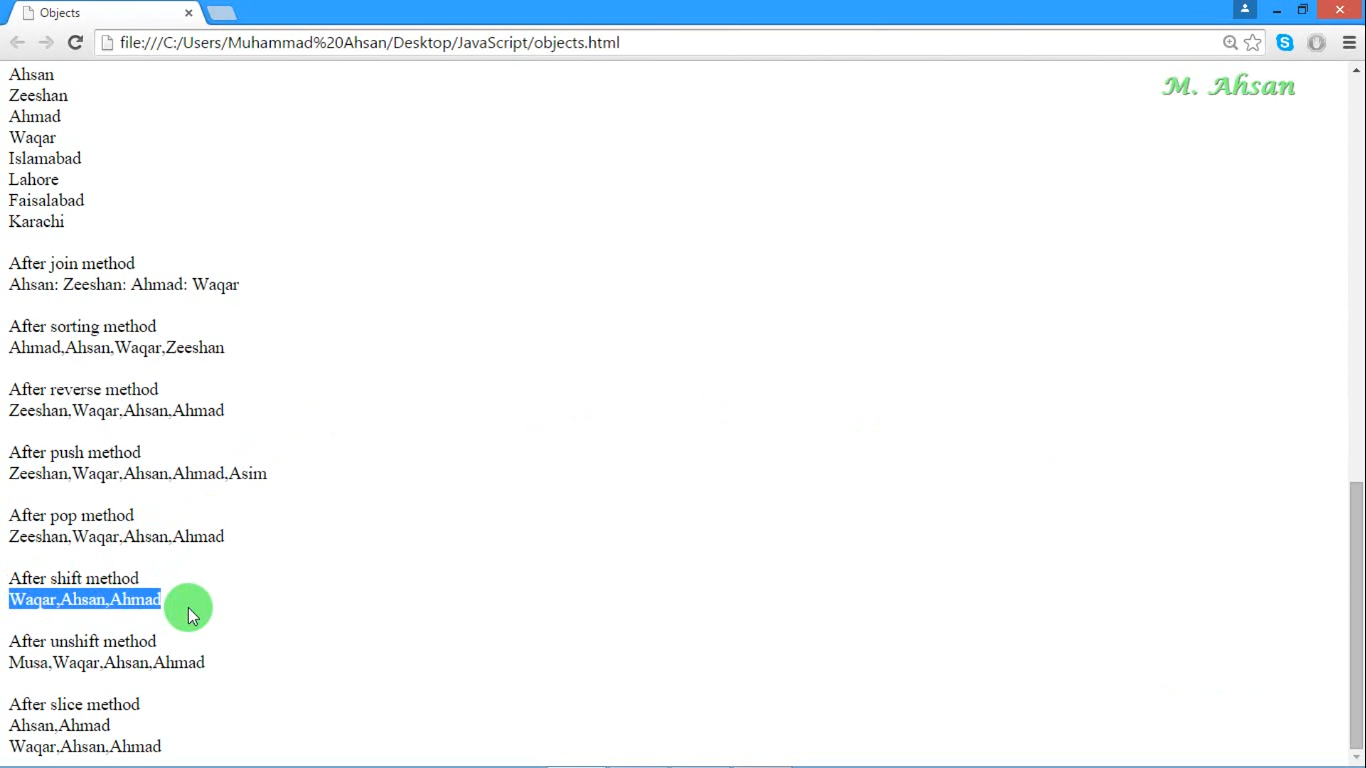 Objects
file:///C:/Users/Muhammad%20Ahsan/Desktop/JavaScript/objects.html
M. Ahsan
Ahsan
Zeeshan
Ahmad
Waqar
Islamabad
Lahore
Faisalabad
Karachi
After join method
Ahsan: Zeeshan: Ahmad: Waqar
After sorting method
Ahmad,Ahsan,Waqar,Zeeshan
After reverse method
Zeeshan,Waqar,Ahsan,Ahmad
After push method
Zeeshan,Waqar,Ahsan,Ahmad,Asim
After pop method
Zeeshan,Waqar,Ahsan,Ahmad
After shift method
Waqar,Ahsan,Ahmad
After unshift method
Musa,Waqar,Ahsan,Ahmad
After slice method
Ahsan,Ahmad
Waqar,Ahsan,Ahmad